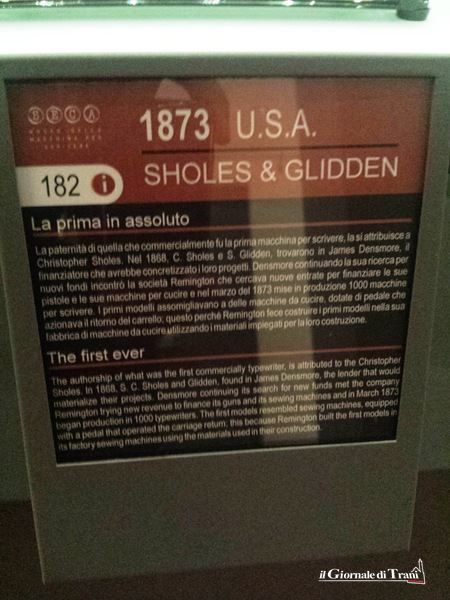 BECA
MUSEO DELLA
MACCHINA PER
SCRIVERE
1873 U.S.A.
182 i
SHOLES & GLIDDEN
La prima in assoluto
La paternità di quella che commercialmente fu la prima macchina per scrivere, la si attribuisce a
Christopher Sholes. Nel 1868, C. Sholes e S. Glidden, trovarono in James Densmore, il
finanziatore che avrebbe concretizzato i loro progetti. Densmore continuando la sua ricerca per
nuovi fondi incontrò la società Remington che cercava nuove entrate per finanziare le sue
pistole e le sue macchine per cucire e nel marzo del 1873 mise in produzione 1000 macchine
per scrivere. I primi modelli assomigliavano a delle macchine da cucire, dotate di pedale che
azionava il ritorno del carrello; questo perché Remington fece costruire i primi modelli nella sua
fabbrica di macchine da cucire utilizzando i materiali impiegati per la loro costruzione.
The first ever
The authorship of what was the first commercially typewriter, is attributed to the Christopher
Sholes. In 1868, S. C. Sholes and Glidden, found in James Densmore, the lender that would
materialize their projects. Densmore continuing its search for new funds met the company
Remington trying new revenue to finance its guns and its sewing machines and in March 1873
began production in 1000 typewriters. The first models resembled sewing machines, equipped
with a pedal that operated the carriage return; this because Remington built the first models in
its factory sewing machines using the materials used in their construction.
il Giornale di Trani